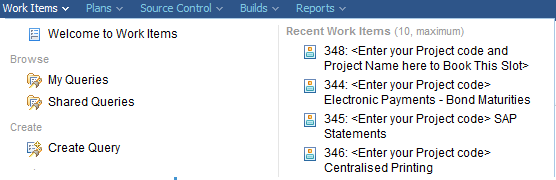 Work Items Plans Source Control Builds Reports
Welcome to Work Items
Browse
My Queries
Shared Queries
Create
Create Query
Recent Work Items (10, maximum)
348: <Enter your Project code and
Project Name here to Book This Slot>
344: <Enter your Project code>
Electronic Payments - Bond Maturities
345: <Enter your Project code> SAP
Statements
346: <Enter your Project code>
Centralised Printing